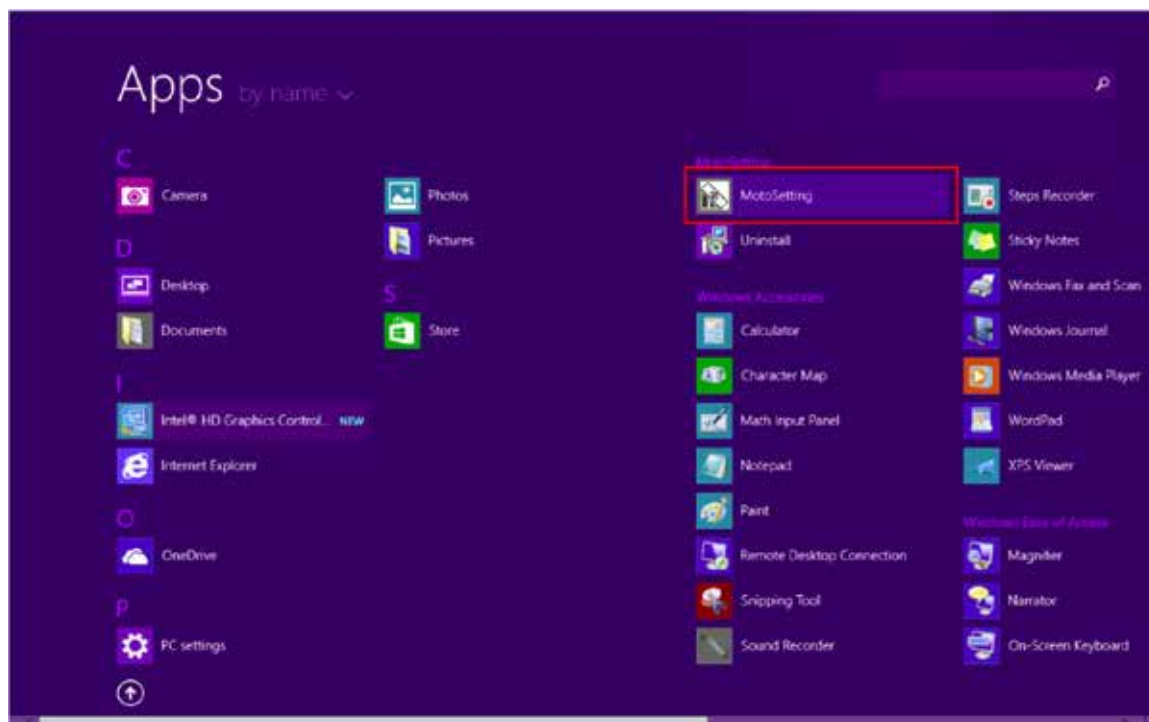 Apps by name
C
Camera
D
Desktop
Documents
I
Intel® HD Graphics Control... NEW
Internet Explorer
O
OneDrive
P
PC settings
Photos
Pictures
S
Store
MotoSetting
MotoSetting
Uninstall
Windows Accessories
Calculator
Character Map
Math Input Panel
Notepad
Paint
Remote Desktop Connection
Snipping Tool
Sound Recorder
Steps Recorder
Sticky Notes
Windows Fax and Scan
Windows Journal
Windows Media Player
WordPad
XPS Viewer
Windows Ease of Access
Magnifier
Narrator
On-Screen Keyboard